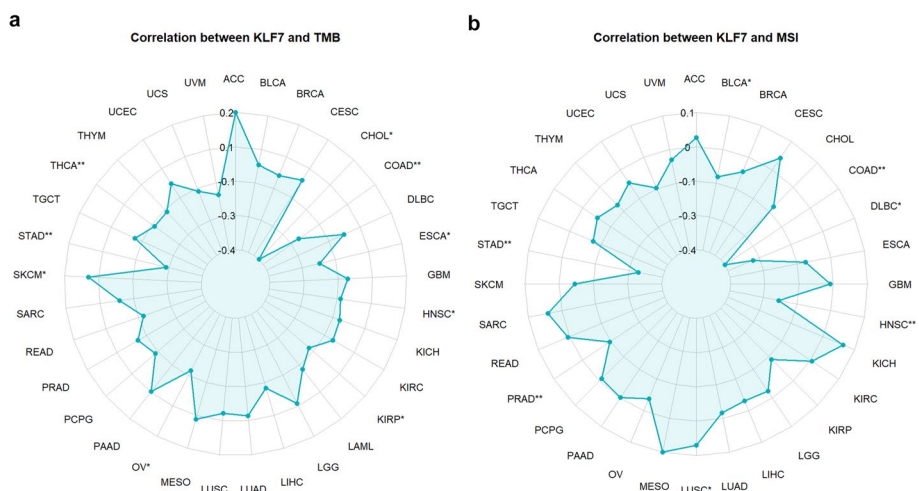 a
Correlation between KLF7 and TMB
ACC
BLCA
BRCA
CESC
CHOL*
COAD**
DLBC
ESCA*
GBM
HNSC*
KICH
KIRC
KIRP*
LAML
LGG
LIHC
LUAD
LUSC
MESO
OV*
PAAD
PCPG
PRAD
READ
SARC
SKCM*
STAD**
TGCT
THCA**
THYM
UCEC
UCS
UVM
0.2
0.1
-0.1
-0.3
-0.4
b
Correlation between KLF7 and MSI
ACC
BLCA*
BRCA
CESC
CHOL
COAD**
DLBC*
ESCA
GBM
HNSC**
KICH
KIRC
KIRP
LGG
LIHC
LUAD
LUSC*
MESO
OV
PAAD
PCPG
PRAD**
READ
SARC
SKCM
STAD**
TGCT
THCA
THYM
UCEC
UCS
UVM
0.1
0
-0.1
-0.3
-0.4